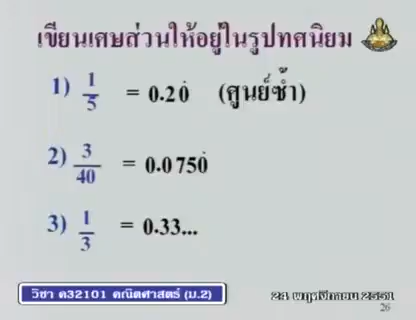 เขียนเศษส่วนให้อยู่ในรูปทศนิยม
1) 1/5 = 0.20̇ (ศูนย์ซ้ำ)
2) 3/40 = 0.0750̇
3) 1/3 = 0.33...
วิชา ค32101 คณิตศาสตร์ (ม.2)
24 พฤศจิกายน 2551
26